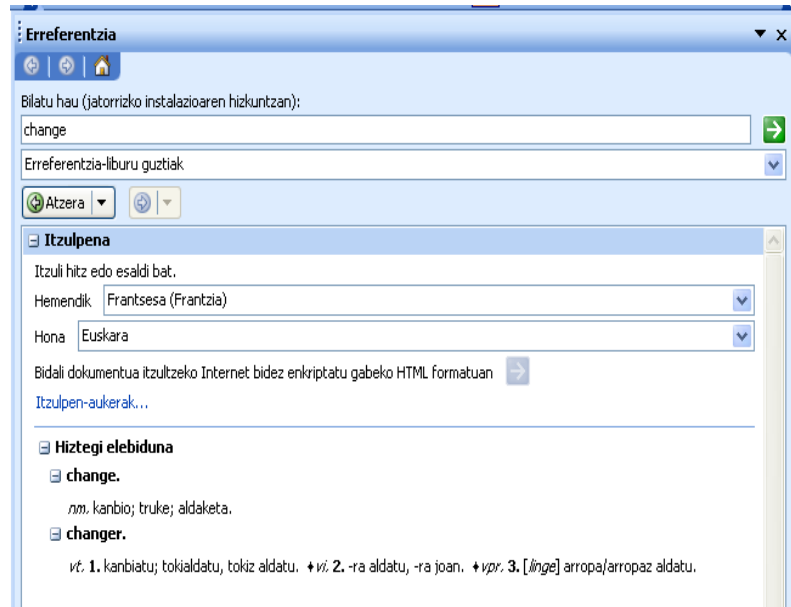 Erreferentzia
Bilatu hau (jatorrizko instalazioaren hizkuntzan):
change
Erreferentzia-liburu guztiak
Atzera
Itzulpena
Itzuli hitz edo esaldi bat.
Hemendik Frantsesa (Frantzia)
Hona Euskara
Bidali dokumentua itzultzeko Internet bidez enkriptatu gabeko HTML formatuan
Itzulpen-aukerak...
Hiztegi elebiduna
change.
nm. kanbio; truke; aldaketa.
changer.
vt. 1. kanbiatu; tokialdatu, tokiz aldatu. ♦vi. 2. -ra aldatu, -ra joan. ♦vpr. 3. [linge] arropa/arropaz aldatu.